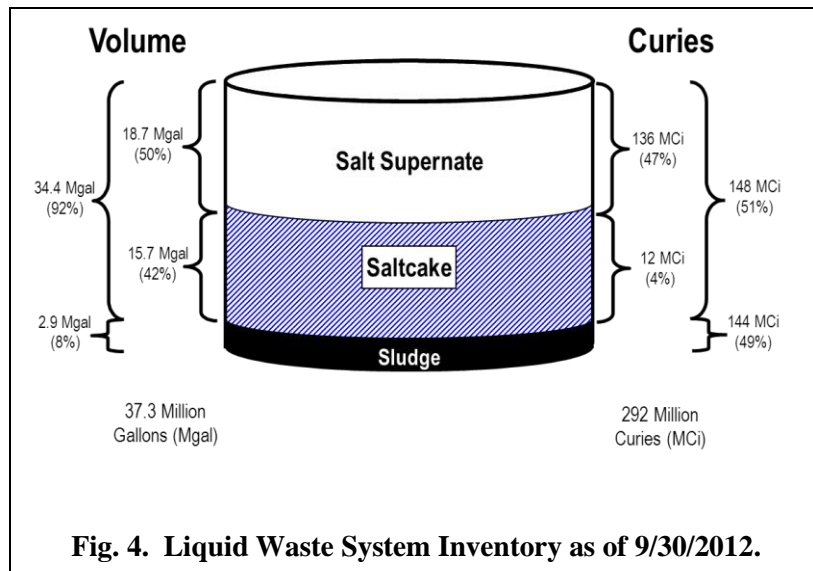 Volume
Curies
18.7 Mgal
(50%)
34.4 Mgal
(92%)
15.7 Mgal
(42%)
2.9 Mgal
(8%)
Salt Supernate
Saltcake
Sludge
136 MCi
(47%)
148 MCi
(51%)
12 MCi
(4%)
144 MCi
(49%)
37.3 Million
Gallons (Mgal)
292 Million
Curies (MCi)
Fig. 4. Liquid Waste System Inventory as of 9/30/2012.